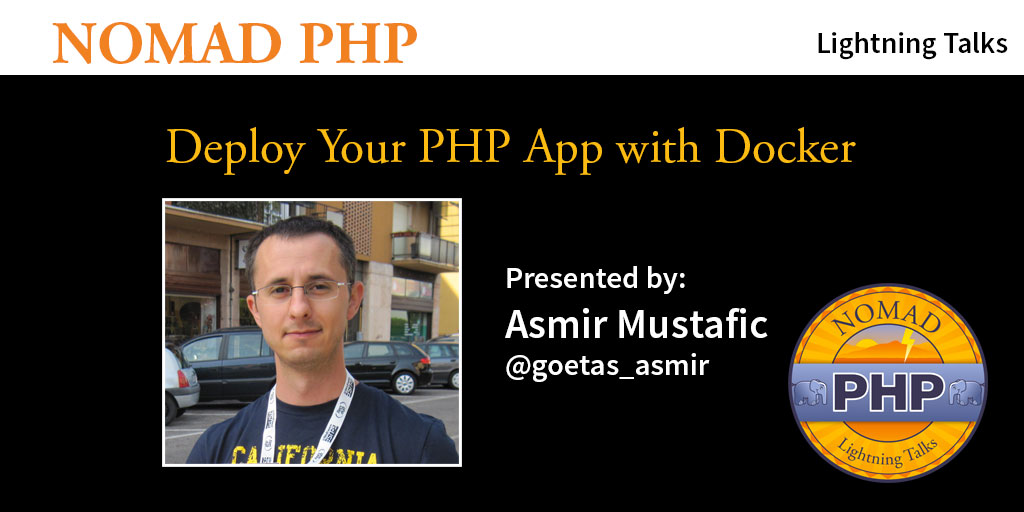 NOMAD PHP
Lightning Talks
Deploy Your PHP App with Docker
Presented by:
Asmir Mustafic
@goetas_asmir
CALIFORNIA
NOMAD
PHP
Lightning Talks